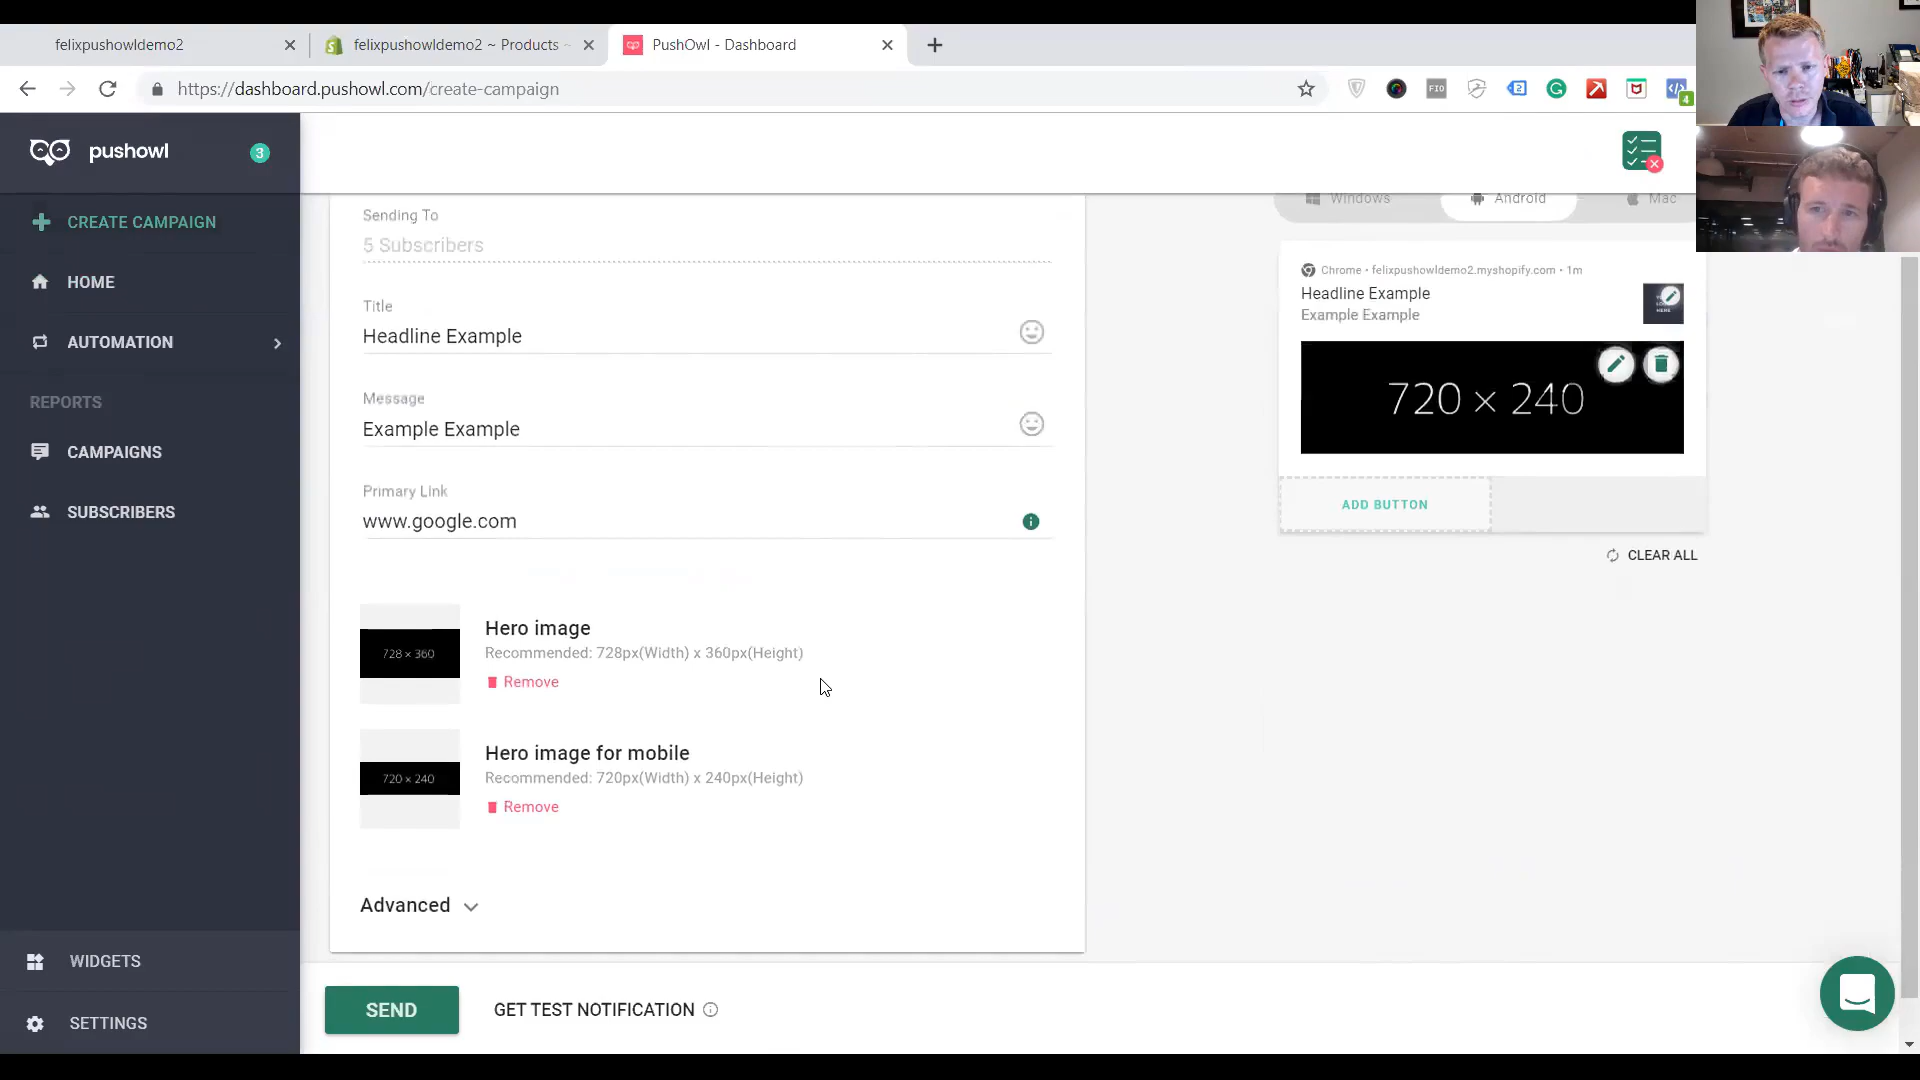 felixpushowldemo2
felixpushowldemo2 ~ Products -
PushOwl - Dashboard
https://dashboard.pushowl.com/create-campaign
FIO
2
4
pushowl
3
CREATE CAMPAIGN
HOME
AUTOMATION
REPORTS
CAMPAIGNS
SUBSCRIBERS
WIDGETS
SETTINGS
Sending To
5 Subscribers
Title
Headline Example
Message
Example Example
Primary Link
www.google.com
728 × 360
Hero image
Recommended: 728px(Width) x 360px(Height)
Remove
720 × 240
Hero image for mobile
Recommended: 720px(Width) x 240px(Height)
Remove
Advanced
SEND
GET TEST NOTIFICATION
Windows
Android
Mac
Chrome • felixpushowldemo2.myshopify.com • 1m
Headline Example
Example Example
HERE
720 × 240
ADD BUTTON
CLEAR ALL